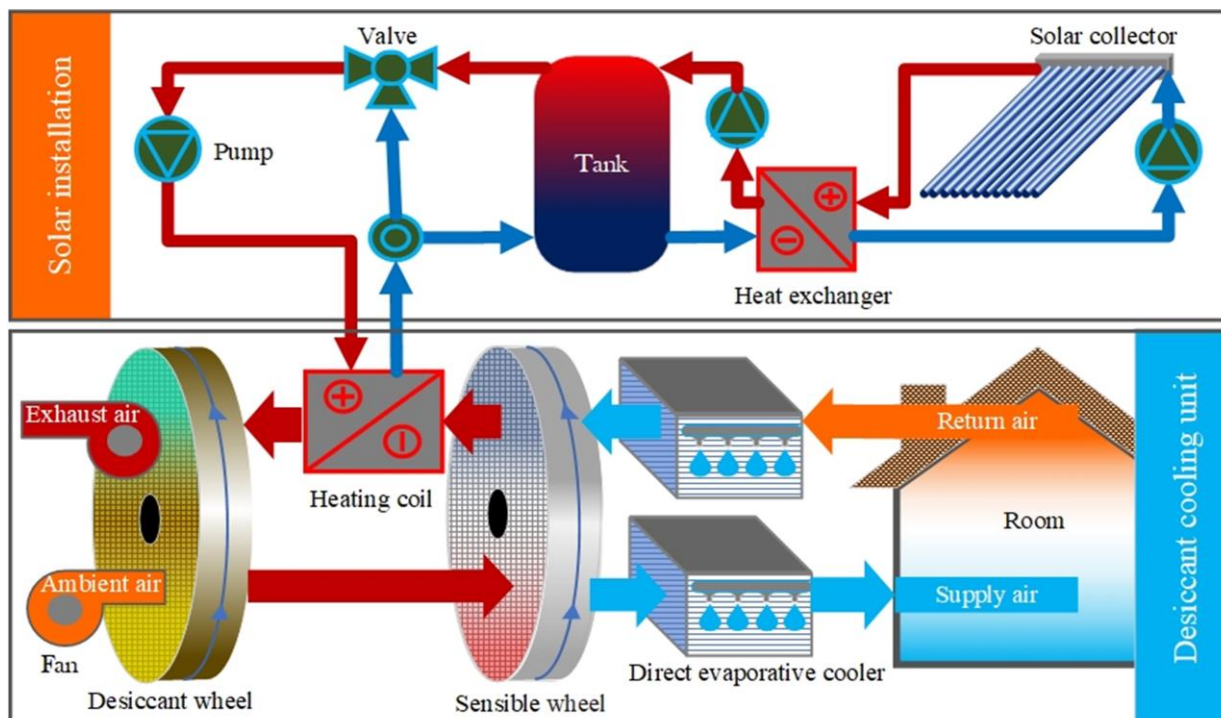 Solar installation
Valve
Solar collector
Pump
Tank
Heat exchanger
Desiccant cooling unit
Exhaust air
Return air
Heating coil
Room
Ambient air
Supply air
Fan
Direct evaporative cooler
Desiccant wheel
Sensible wheel